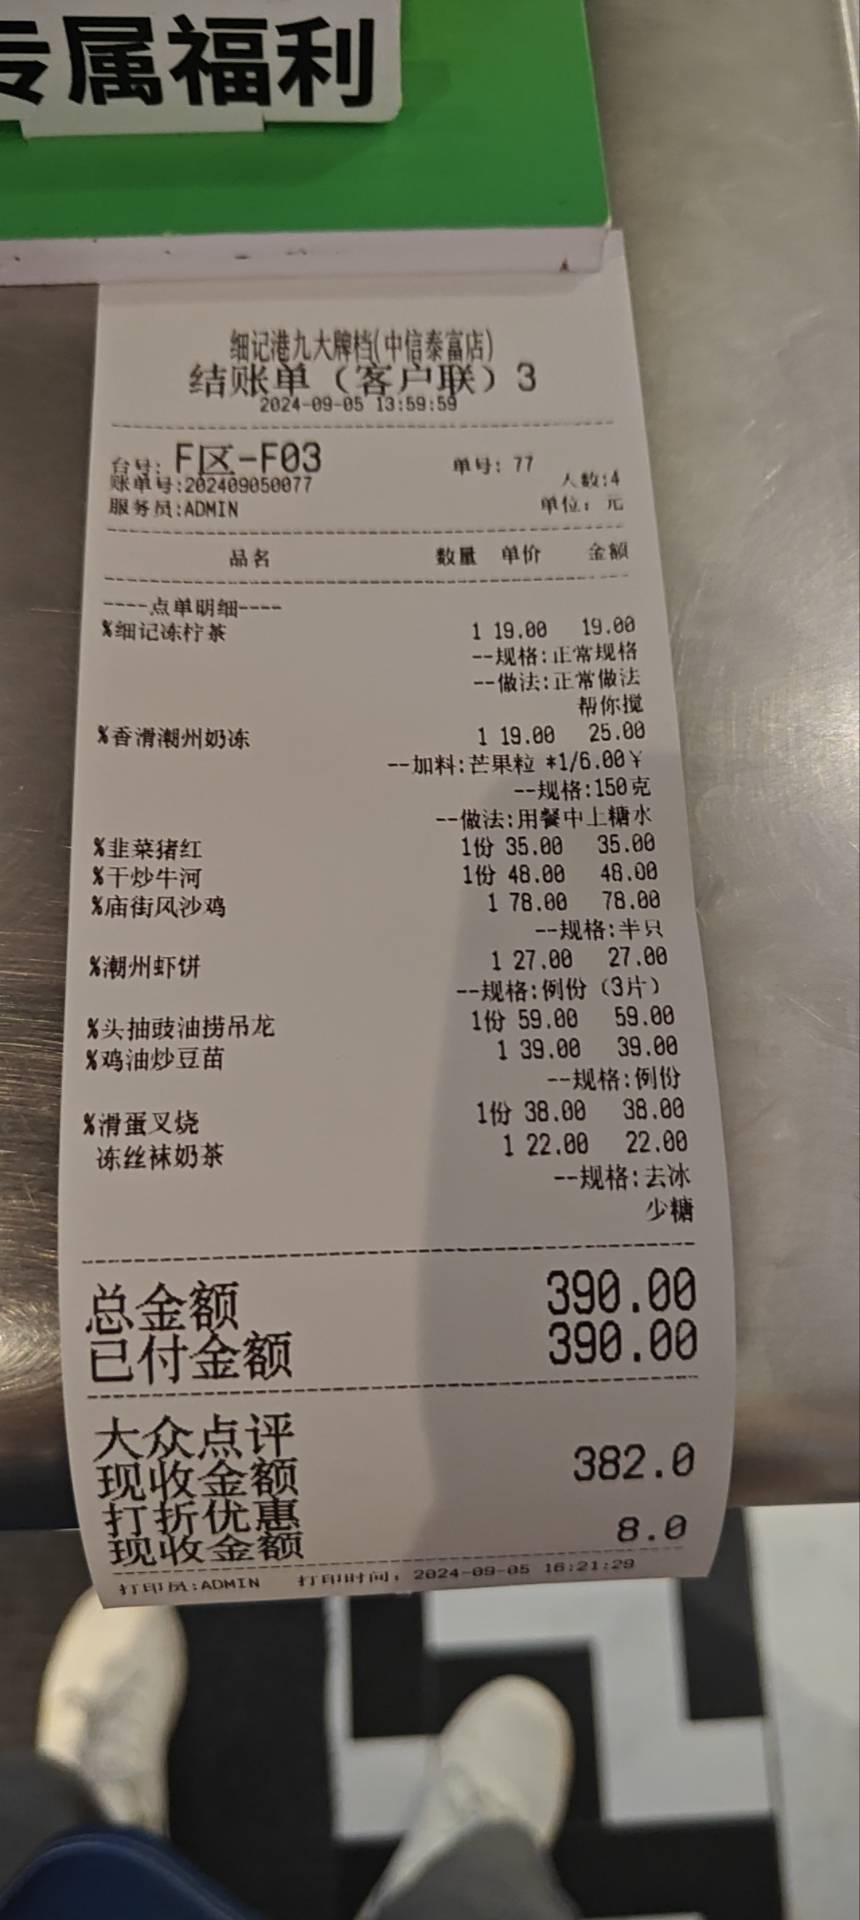 专属福利
细记港九大牌档(中信泰富店)
结账单（客户联）3
2024-09-05 13:59:59
台号: F区-F03 单号: 77
账单号:202409050077 人数:4
服务员:ADMIN 单位: 元
品名 数量 单价 金额
----点单明细----
%细记冻柠茶 1 19.00 19.00
--规格:正常规格
--做法:正常做法
帮你搅
%香滑潮州奶冻 1 19.00 25.00
--加料:芒果粒 *1/6.00￥
--规格:150克
--做法:用餐中上糖水
%韭菜猪红 1份 35.00 35.00
%干炒牛河 1份 48.00 48.00
%庙街风沙鸡 1 78.00 78.00
--规格:半只
%潮州虾饼 1 27.00 27.00
--规格:例份（3片）
%头抽豉油捞吊龙 1份 59.00 59.00
%鸡油炒豆苗 1 39.00 39.00
--规格:例份
%滑蛋叉烧 1份 38.00 38.00
冻丝袜奶茶 1 22.00 22.00
--规格:去冰
少糖
总金额 390.00
已付金额 390.00
大众点评
现收金额 382.0
打折优惠
现收金额 8.0
打印员:ADMIN 打印时间: 2024-09-05 16:21:29